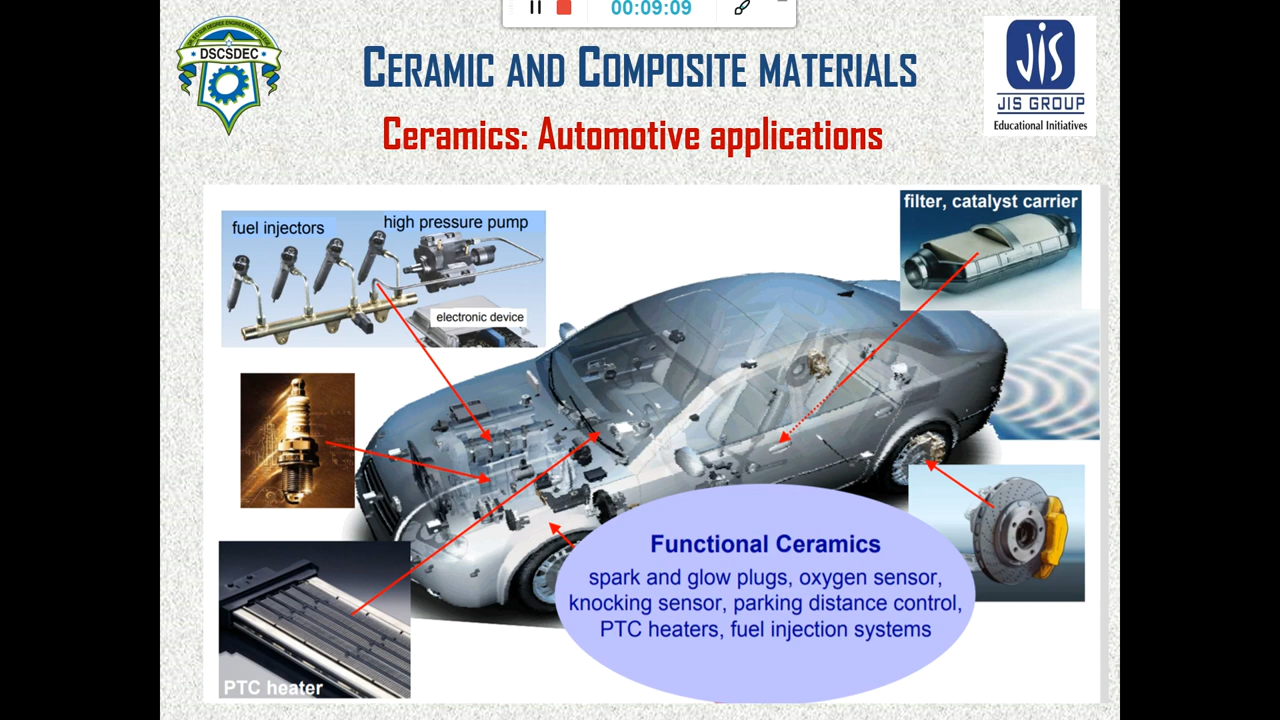 00:09:09
DSCSDEC
CERAMIC AND COMPOSITE MATERIALS
JiS
JIS GROUP
Educational Initiatives
Ceramics: Automotive applications
fuel injectors
high pressure pump
electronic device
filter, catalyst carrier
PTC heater
Functional Ceramics
spark and glow plugs, oxygen sensor,
knocking sensor, parking distance control,
PTC heaters, fuel injection systems